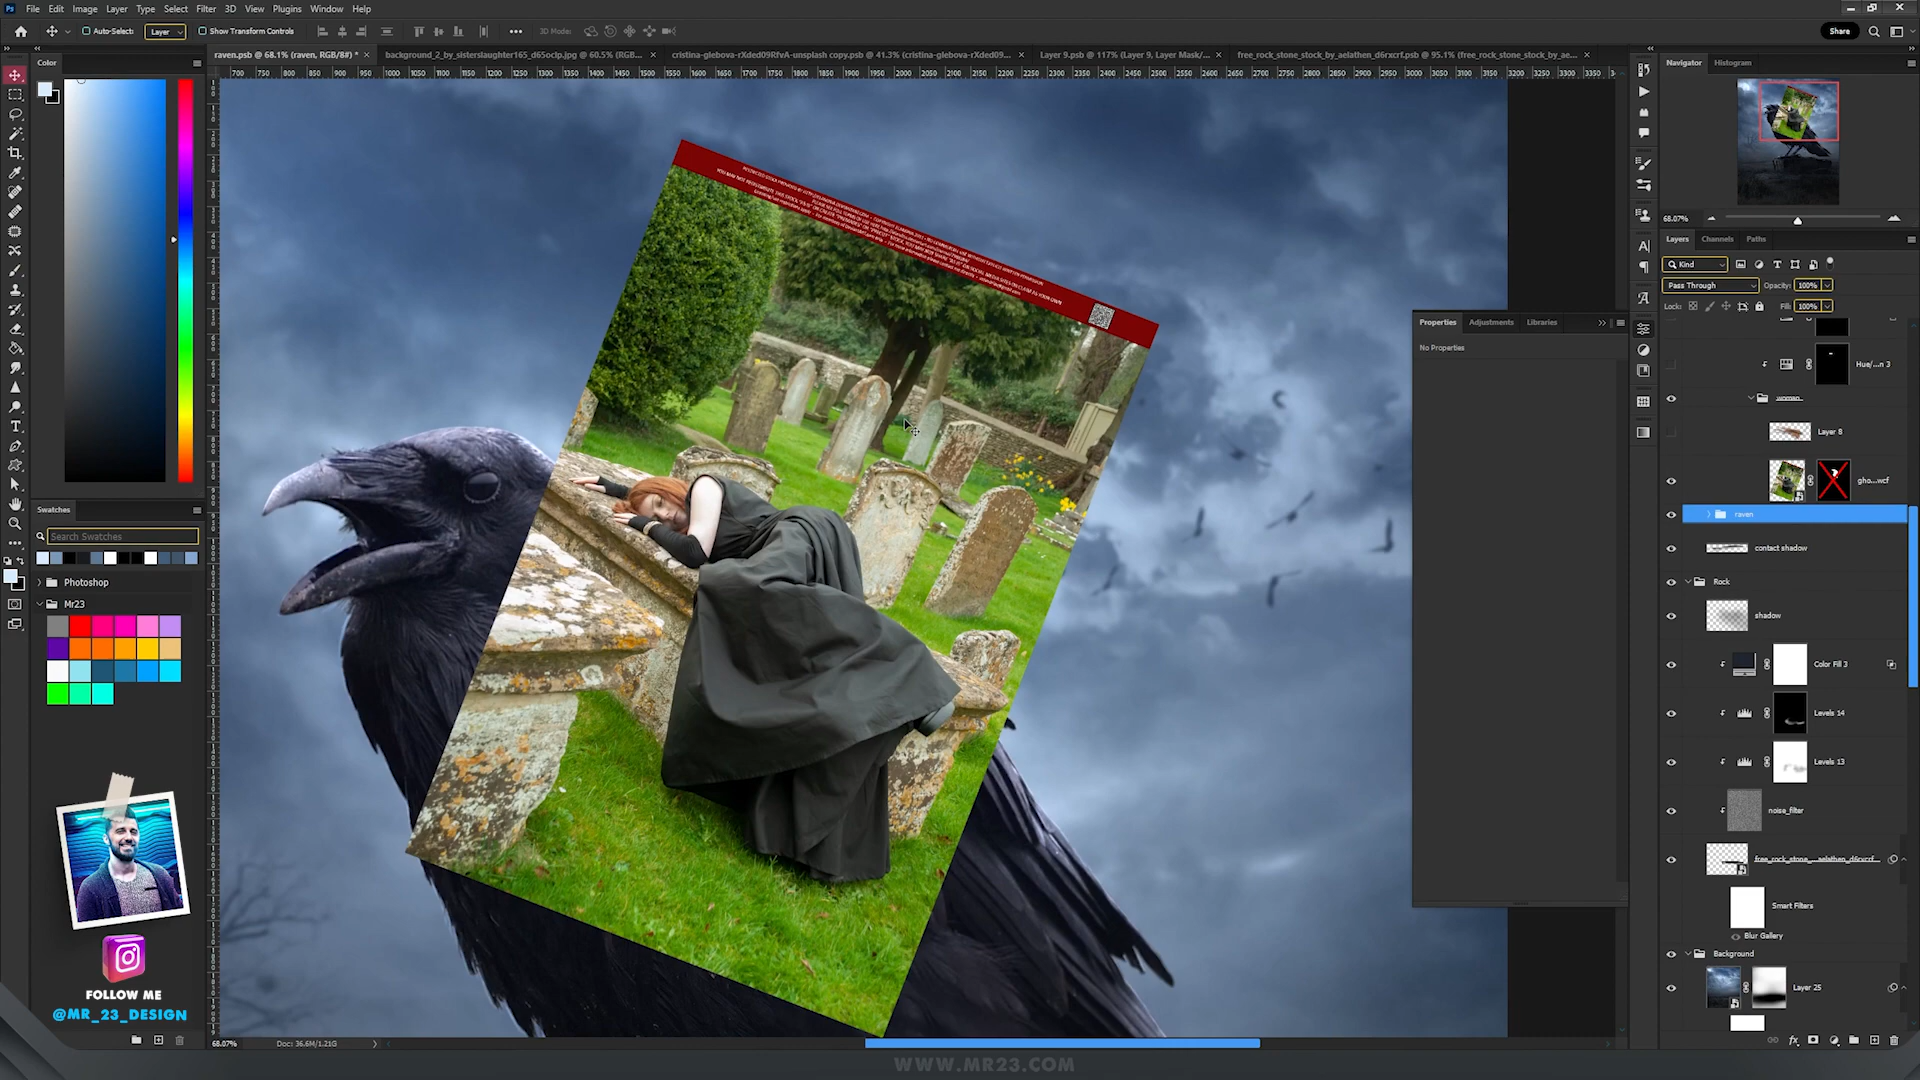 File Edit Image Layer Type Select Filter 3D View Plugins Window Help
Auto-Select: Layer Show Transform Controls 3D Mode: Share
raven.psb @ 68.1% (raven, RGB/8#) * background_2_by_sisterslaughter165_d65oclp.jpg @ 60.5% (RGB... cristina-glebova-rXded09RfvA-unsplash copy.psb @ 41.3% (cristina-glebova-rXded09... Layer 9.psb @ 117% (Layer 9, Layer Mask/... free_rock_stone_stock_by_aelathen_d6rxcrf.psb @ 95.1% (free_rock_stone_stock_by_ae...
Color
Swatches
Search Swatches
Photoshop
Mr23
FOLLOW ME
@MR_23_DESIGN
68.07% Doc: 36.6M/1.21G
WWW.MR23.COM
Properties Adjustments Libraries
No Properties
Navigator Histogram
68.07%
Layers Channels Paths
Kind
Pass Through Opacity: 100%
Lock: Fill: 100%
Hue/...n 3
woman
Layer 8
gho...wcf
raven
contact shadow
Rock
shadow
Color Fill 3
Levels 14
Levels 13
noise_filter
free_rock_stone_...aelathen_d6rxcrf...
Smart Filters
Blur Gallery
Background
Layer 25